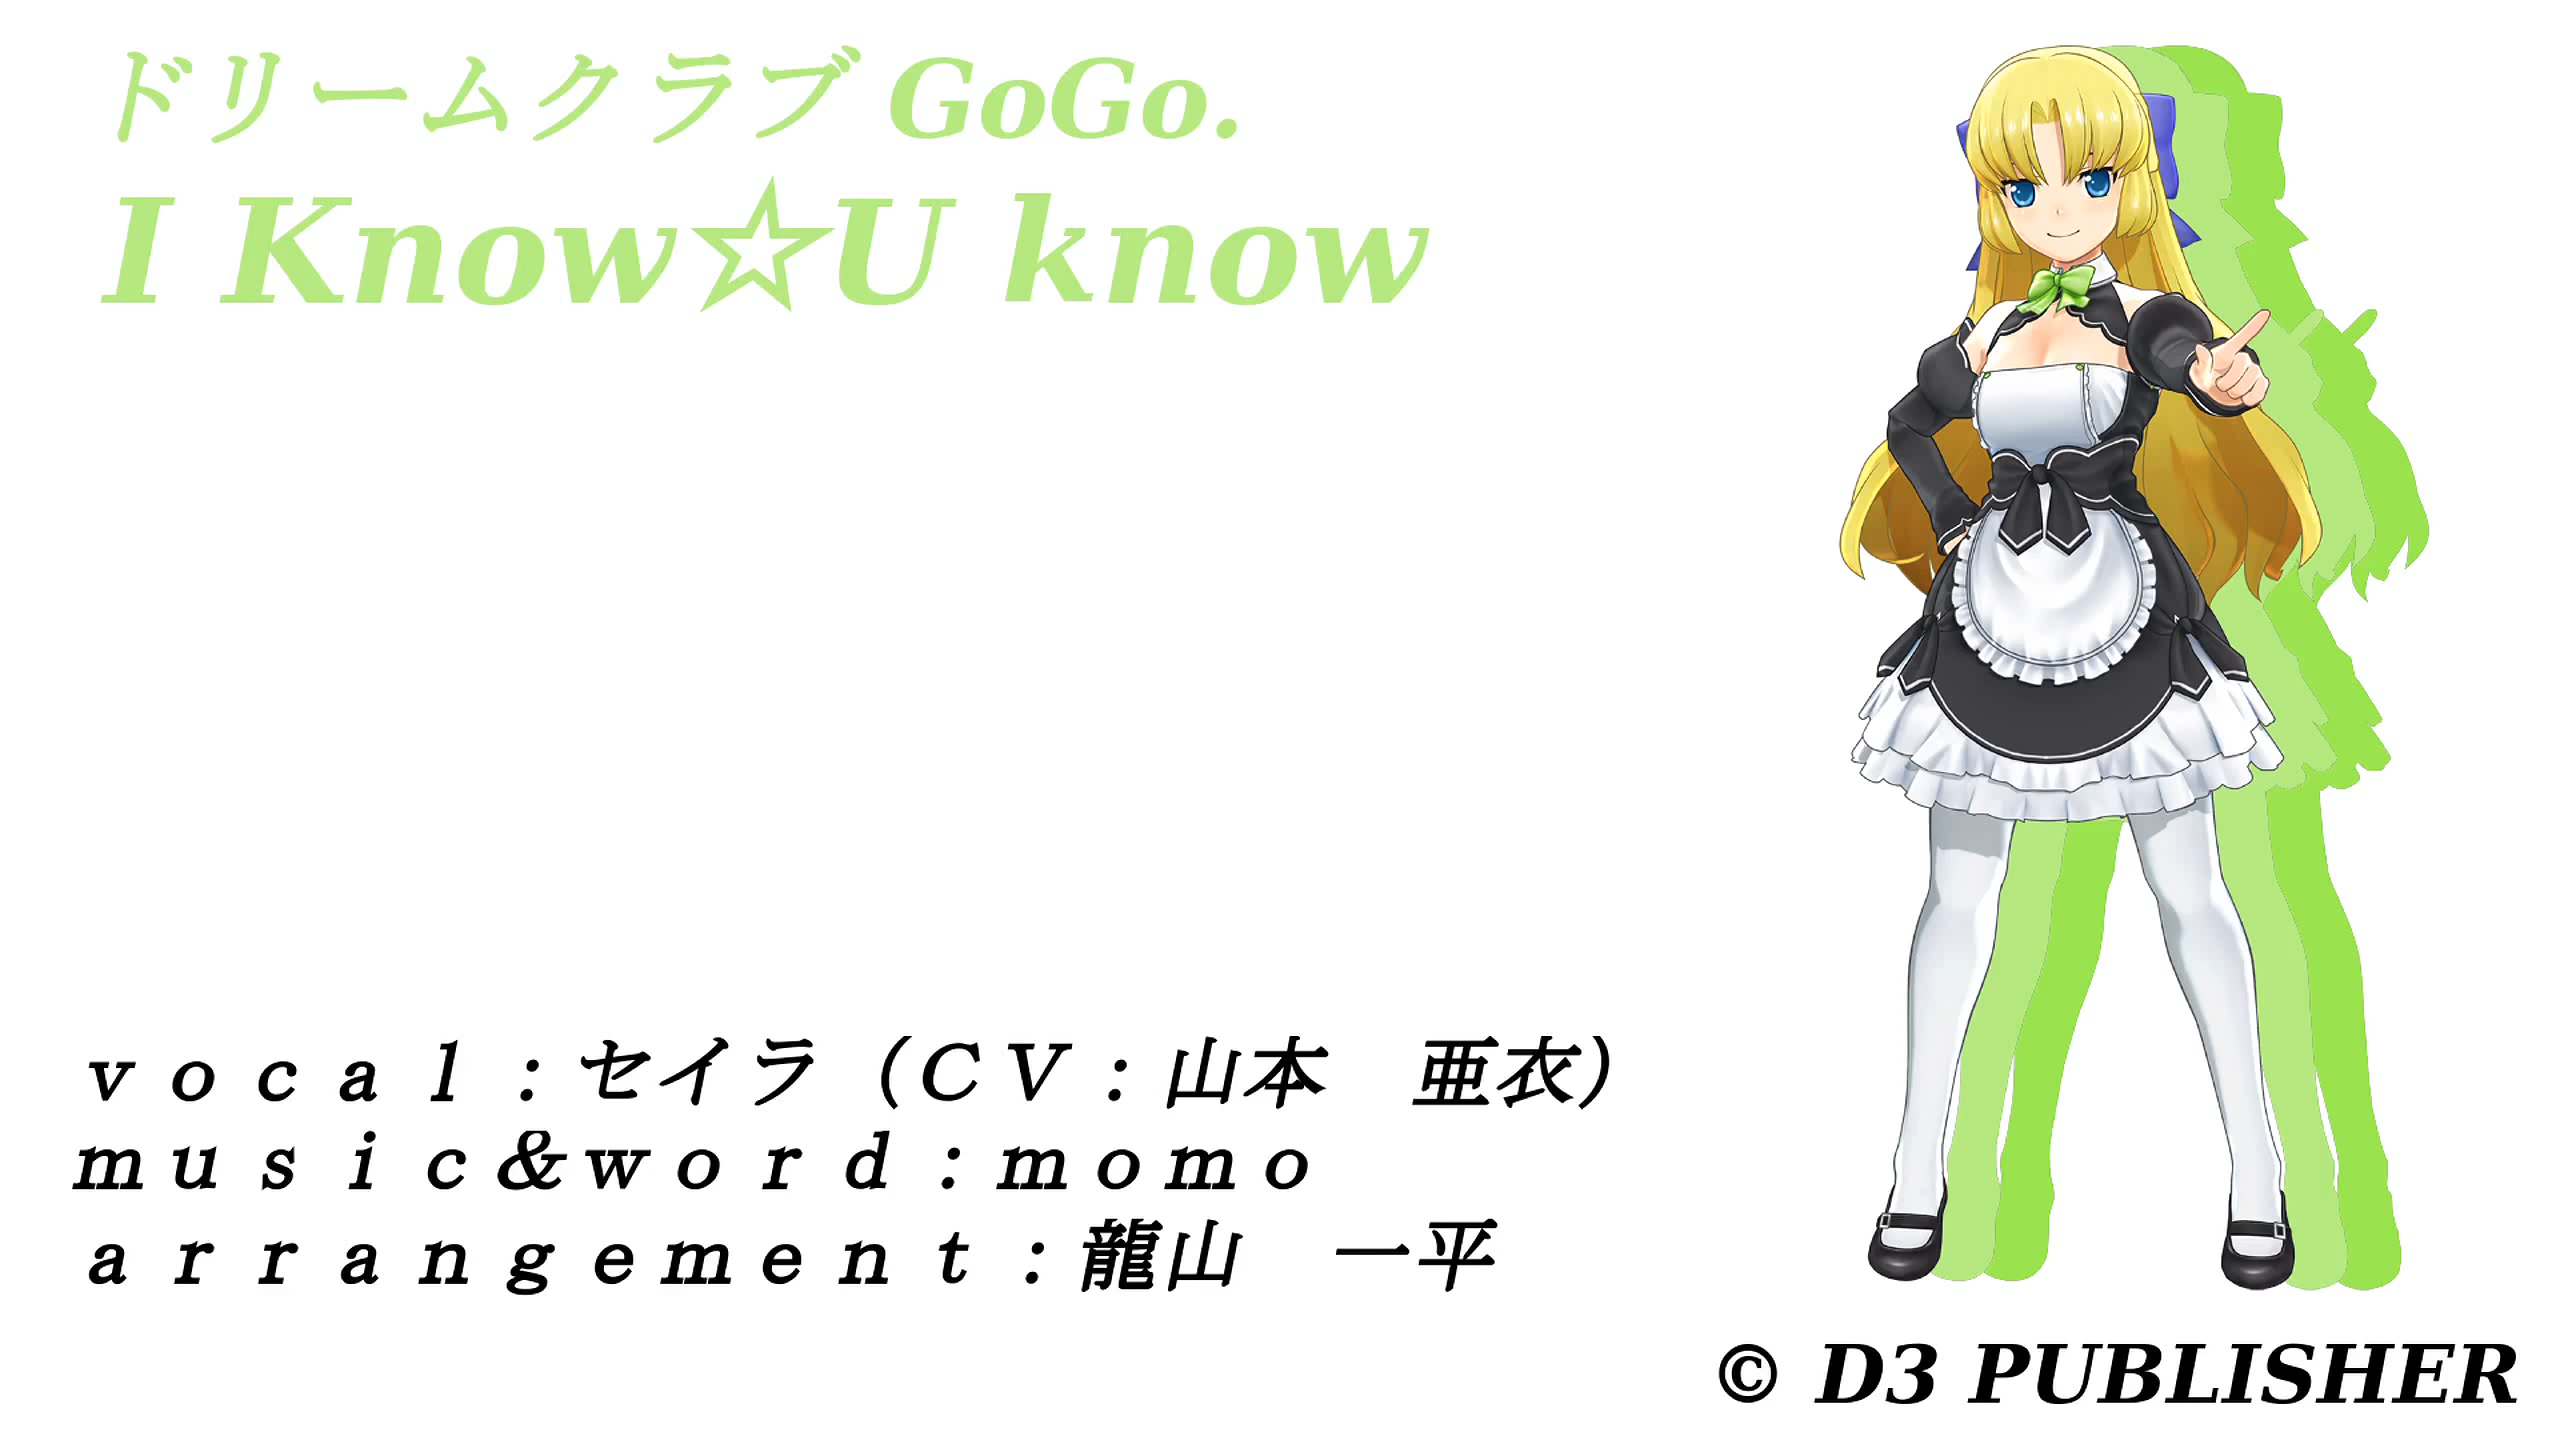 ドリームクラブ GoGo.
I Know☆U know
ｖｏｃａｌ：セイラ（ＣＶ：山本　亜衣）
ｍｕｓｉｃ＆ｗｏｒｄ：ｍｏｍｏ
ａｒｒａｎｇｅｍｅｎｔ：龍山　一平
© D3 PUBLISHER